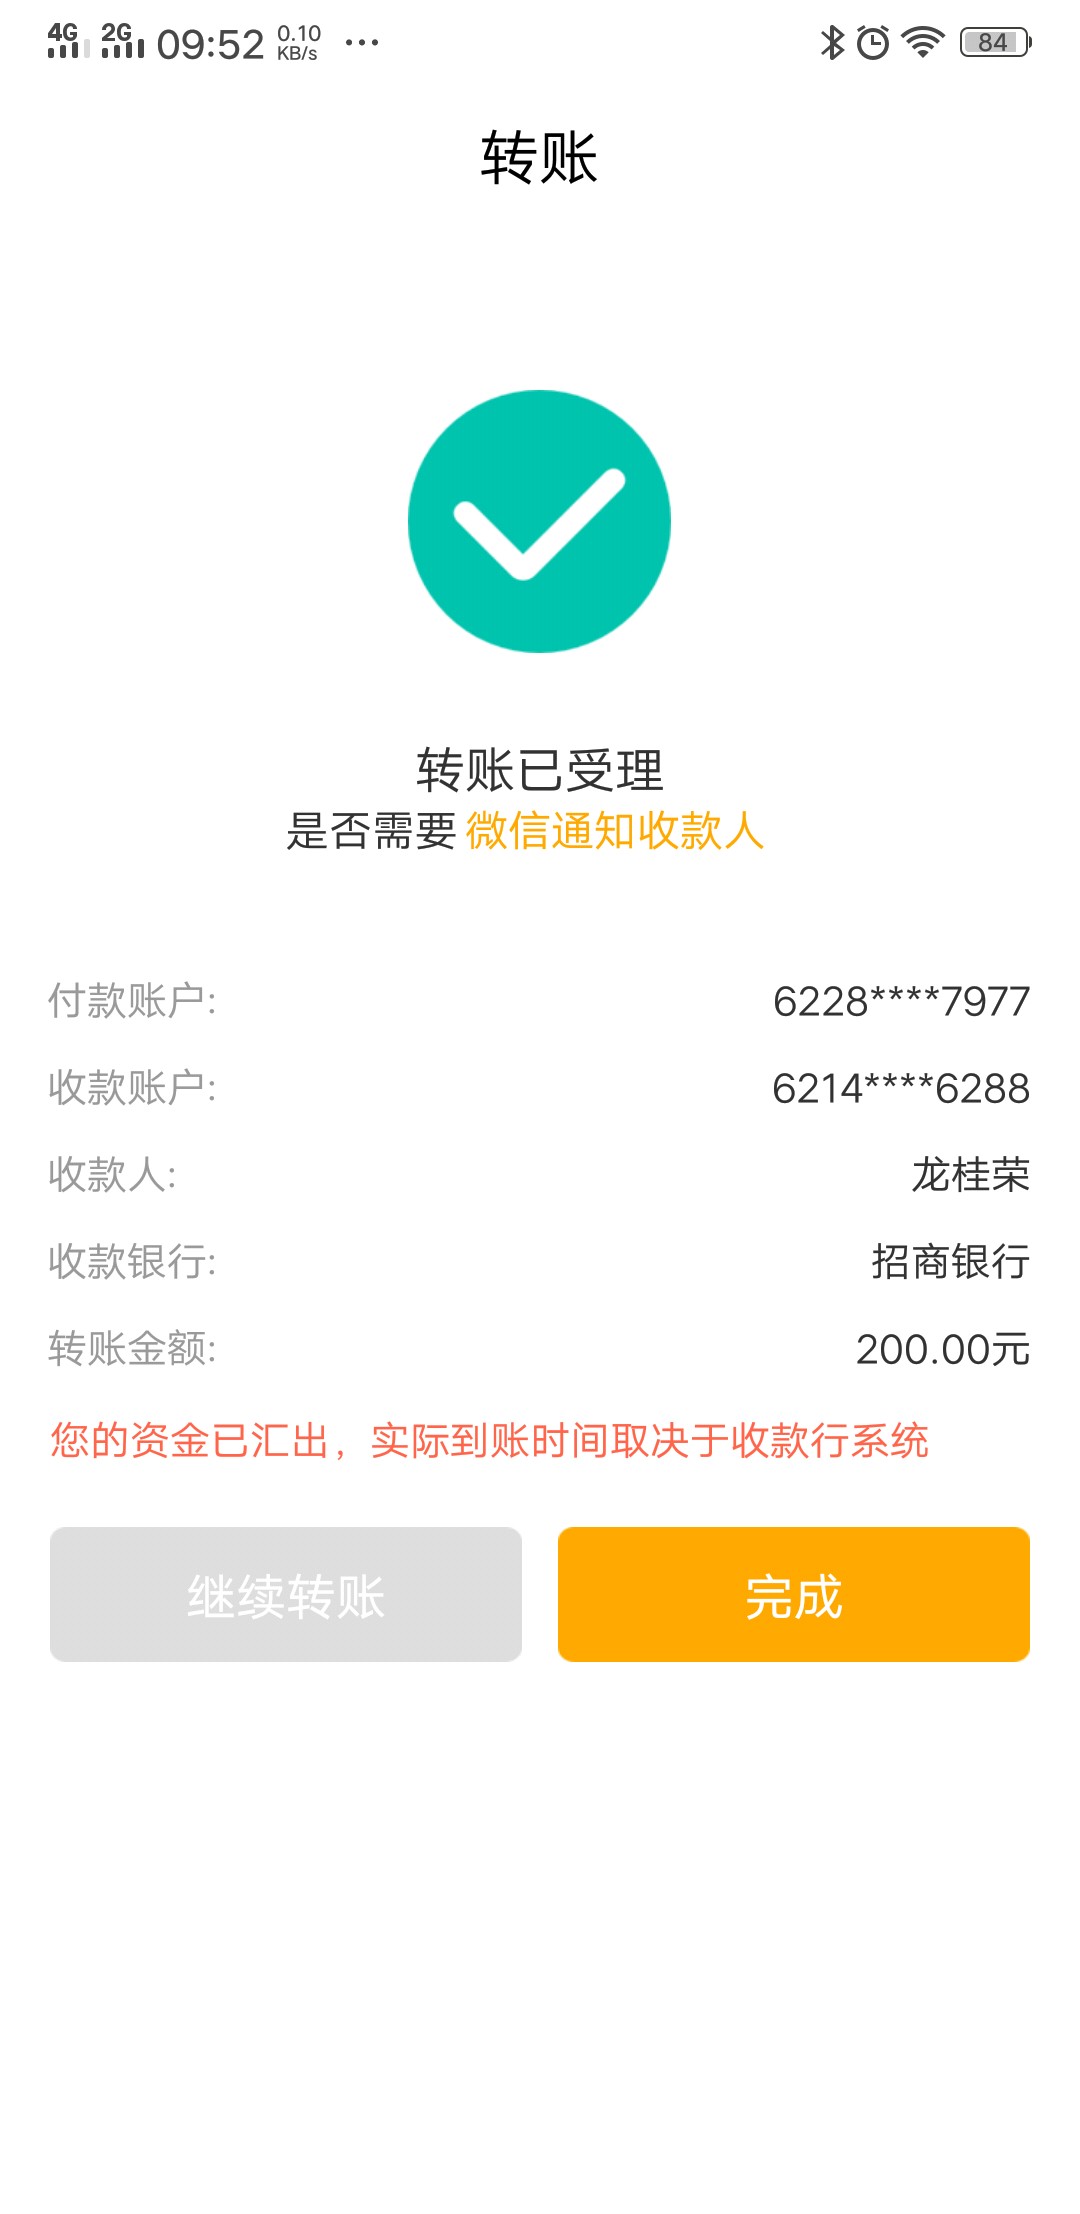 4G 2G 09:52 0.10 KB/s ... 84
转账
转账已受理
是否需要 微信通知收款人
付款账户: 6228****7977
收款账户: 6214****6288
收款人: 龙桂荣
收款银行: 招商银行
转账金额: 200.00元
您的资金已汇出，实际到账时间取决于收款行系统
继续转账 完成